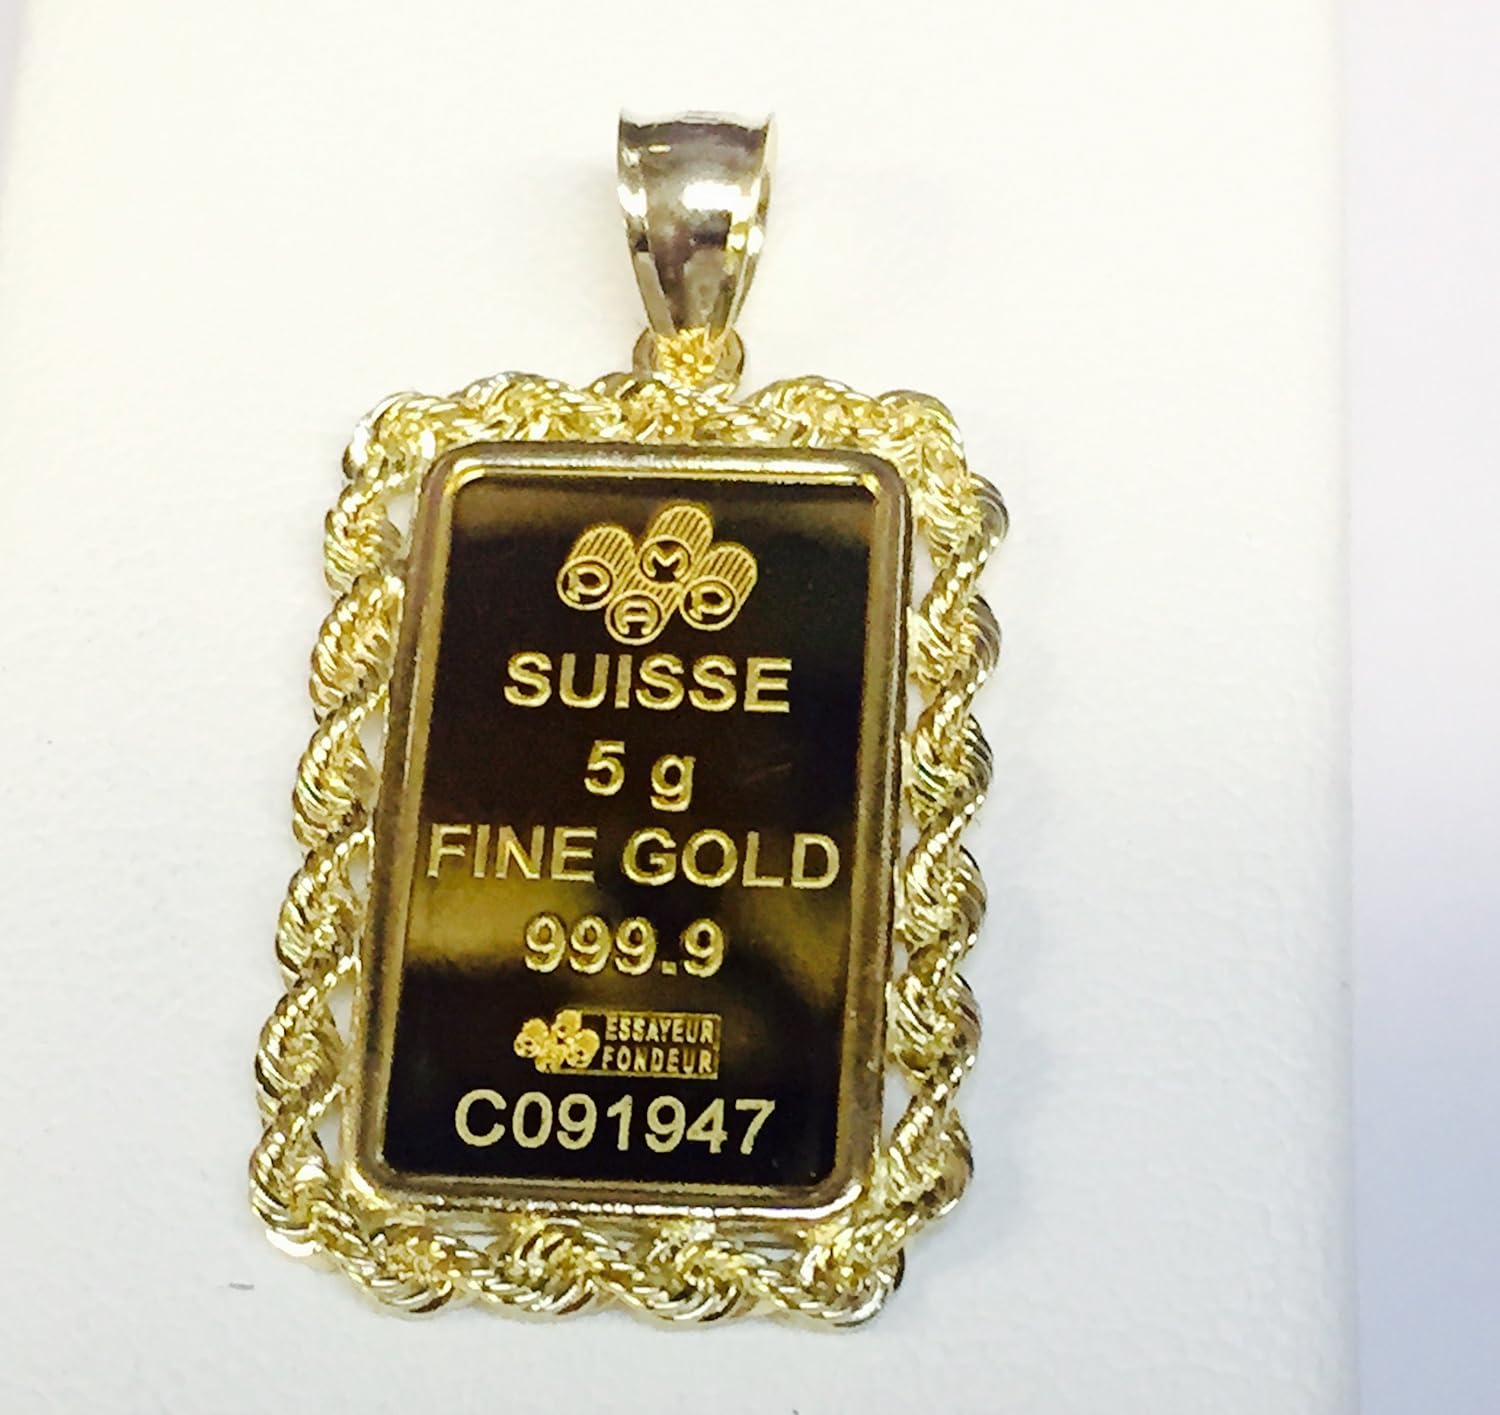 PAMP
SUISSE
5 g
FINE GOLD
999.9
ESSAYEUR
FONDEUR
C091947